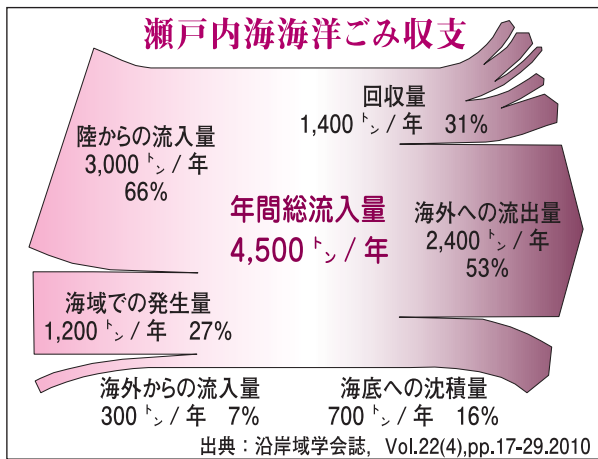 瀬戸内海海洋ごみ収支
陸からの流入量
3,000 トン / 年
66%
海域での発生量
1,200 トン / 年 27%
海外からの流入量
300 トン / 年 7%
年間総流入量
4,500 トン / 年
回収量
1,400 トン / 年 31%
海外への流出量
2,400 トン / 年
53%
海底への沈積量
700 トン / 年 16%
出典：沿岸域学会誌，Vol.22(4),pp.17-29.2010